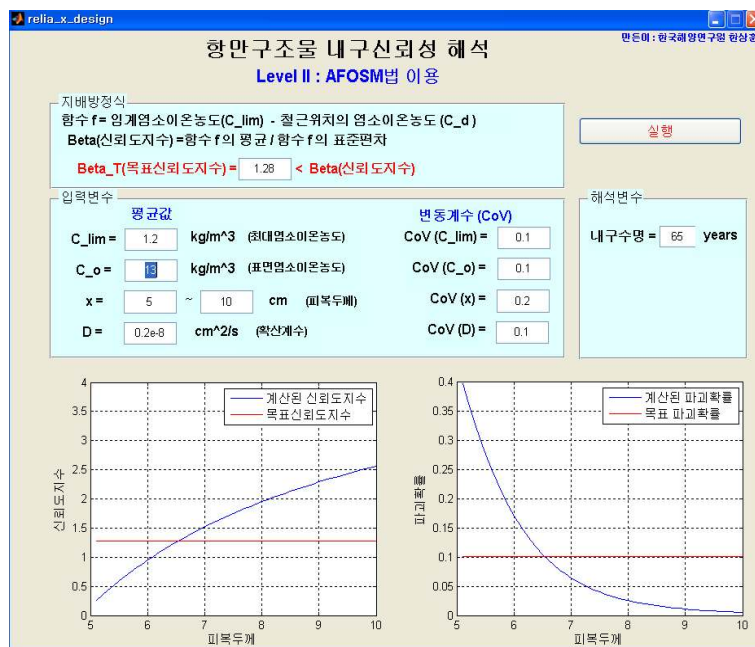 relia_x_design
항만구조물 내구신뢰성 해석
만든이 : 한국해양연구원 한상훈
Level II : AFOSM법 이용
지배방정식
함수 f = 임계염소이온농도(C_lim) - 철근위치의 염소이온농도 (C_d )
Beta(신뢰도지수) =함수 f 의 평균 / 함수 f 의 표준편차
Beta_T(목표신뢰도지수) = 1.28 < Beta(신뢰도지수)
실행
입력변수
평균값 변동계수 (CoV)
C_lim = 1.2 kg/m^3 (최대염소이온농도) CoV (C_lim) = 0.1
C_o = 13 kg/m^3 (표면염소이온농도) CoV (C_o) = 0.1
x = 5 ~ 10 cm (피복두께) CoV (x) = 0.2
D = 0.2e-8 cm^2/s (확산계수) CoV (D) = 0.1
해석변수
내구수명 = 65 years
계산된 신뢰도지수
목표신뢰도지수
4
3.5
3
2.5
2
1.5
1
0.5
0
신뢰도지수
5 6 7 8 9 10
피복두께
계산된 파괴확률
목표 파괴확률
0.4
0.35
0.3
0.25
0.2
0.15
0.1
0.05
0
파괴확률
5 6 7 8 9 10
피복두께